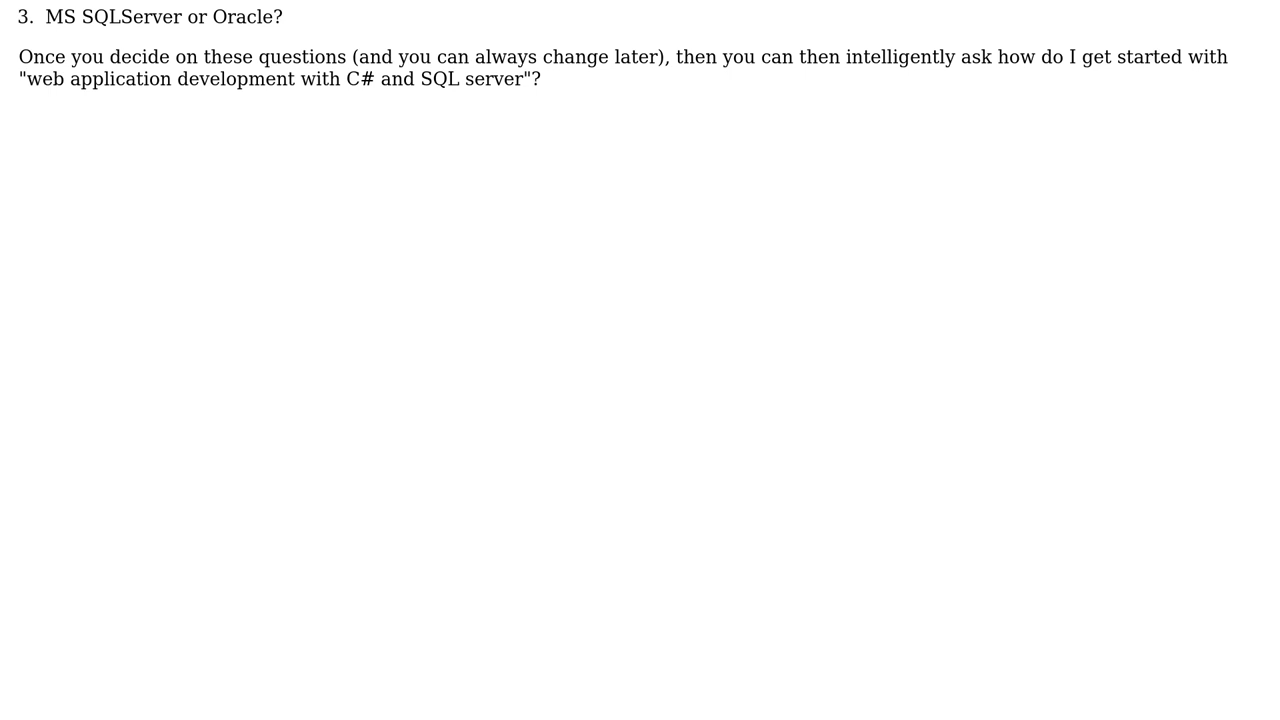 3. MS SQLServer or Oracle?
Once you decide on these questions (and you can always change later), then you can then intelligently ask how do I get started with
"web application development with C# and SQL server"?